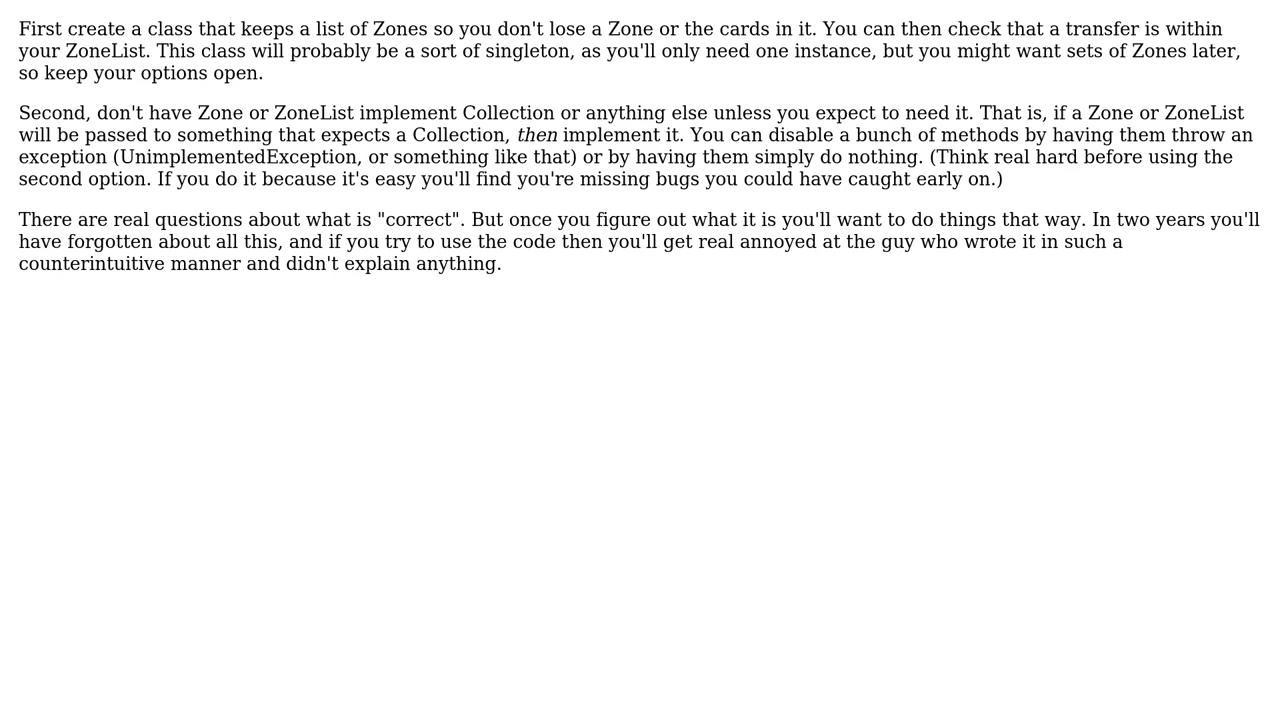 First create a class that keeps a list of Zones so you don't lose a Zone or the cards in it. You can then check that a transfer is within
your ZoneList. This class will probably be a sort of singleton, as you'll only need one instance, but you might want sets of Zones later,
so keep your options open.
Second, don't have Zone or ZoneList implement Collection or anything else unless you expect to need it. That is, if a Zone or ZoneList
will be passed to something that expects a Collection, then implement it. You can disable a bunch of methods by having them throw an
exception (UnimplementedException, or something like that) or by having them simply do nothing. (Think real hard before using the
second option. If you do it because it's easy you'll find you're missing bugs you could have caught early on.)
There are real questions about what is "correct". But once you figure out what it is you'll want to do things that way. In two years you'll
have forgotten about all this, and if you try to use the code then you'll get real annoyed at the guy who wrote it in such a
counterintuitive manner and didn't explain anything.